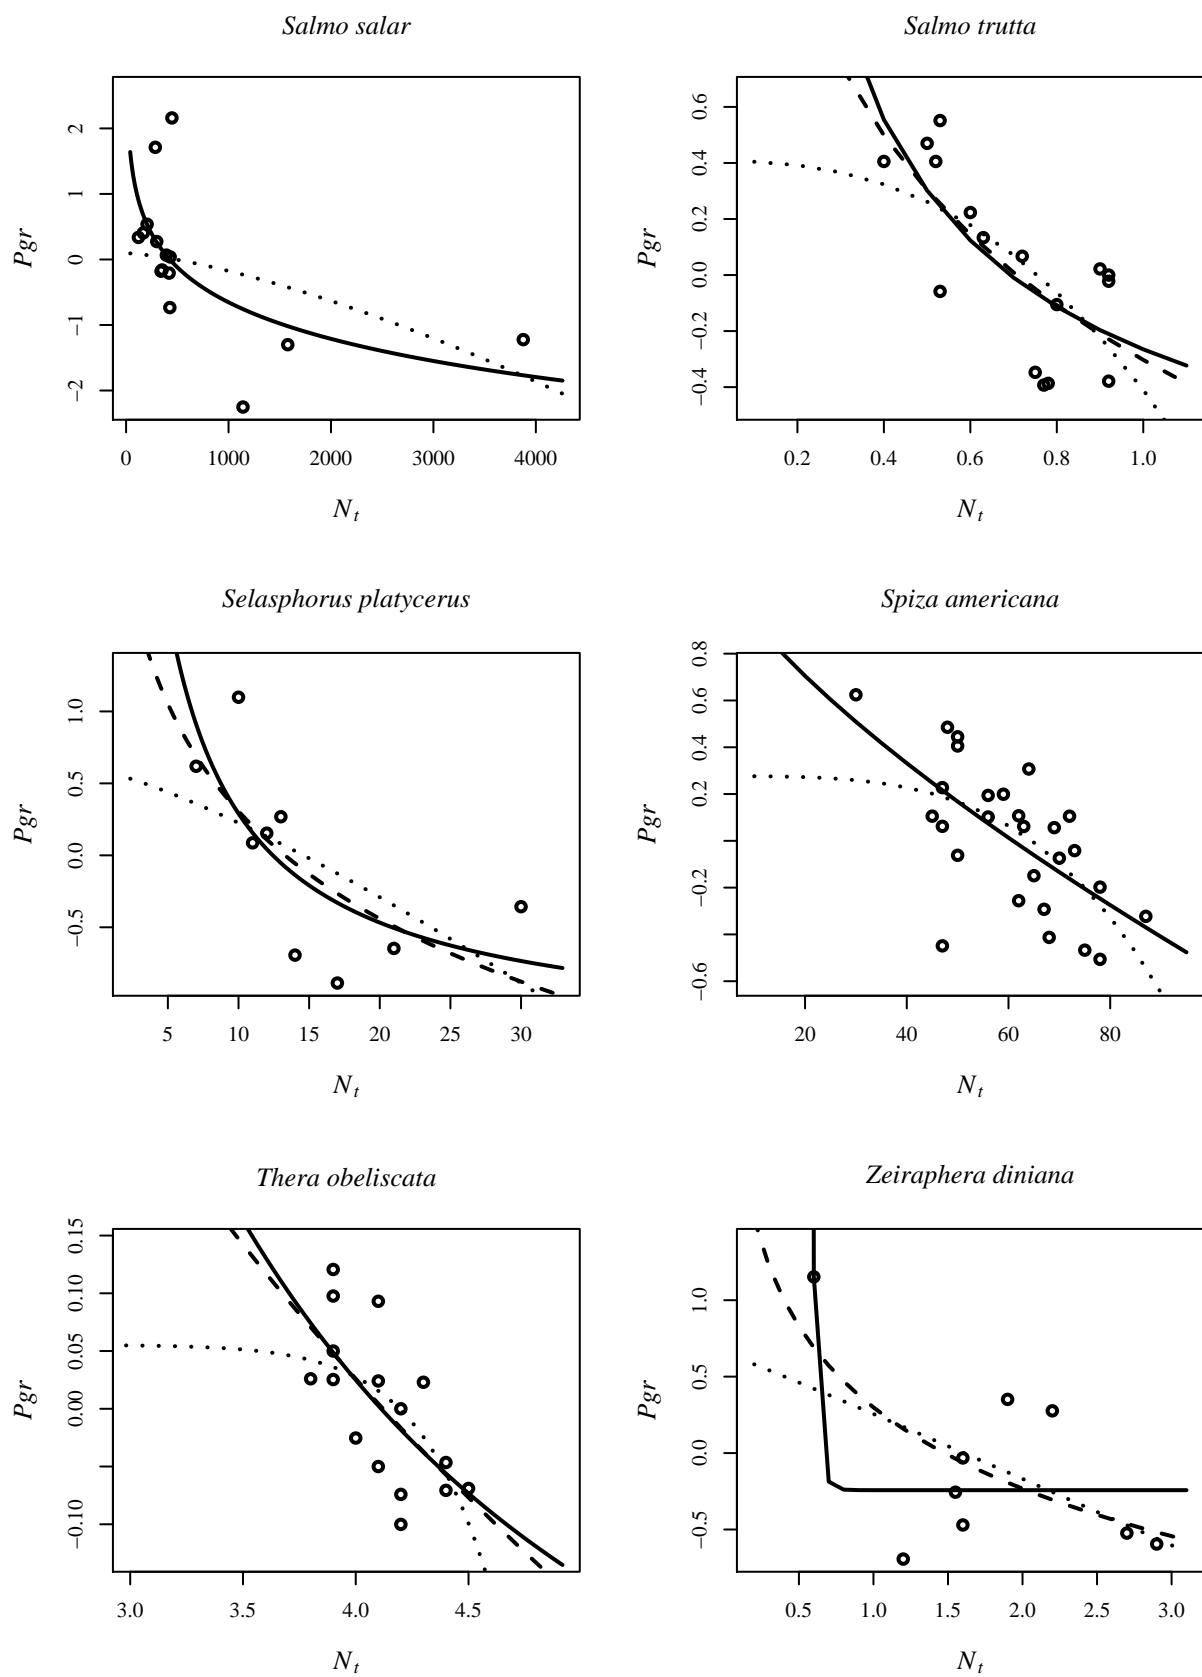 Salmo salar
Pgr
2
1
0
−1
−2
0 1000 2000 3000 4000
N t
Salmo trutta
Pgr
0.6
0.4
0.2
0.0
−0.2
−0.4
0.2 0.4 0.6 0.8 1.0
N t
Selasphorus platycerus
Pgr
1.0
0.5
0.0
−0.5
5 10 15 20 25 30
N t
Spiza americana
Pgr
0.8
0.6
0.4
0.2
−0.2
−0.6
20 40 60 80
N t
Thera obeliscata
Pgr
0.15
0.10
0.05
0.00
−0.10
3.0 3.5 4.0 4.5
N t
Zeiraphera diniana
Pgr
1.0
0.5
0.0
−0.5
0.5 1.0 1.5 2.0 2.5 3.0
N t